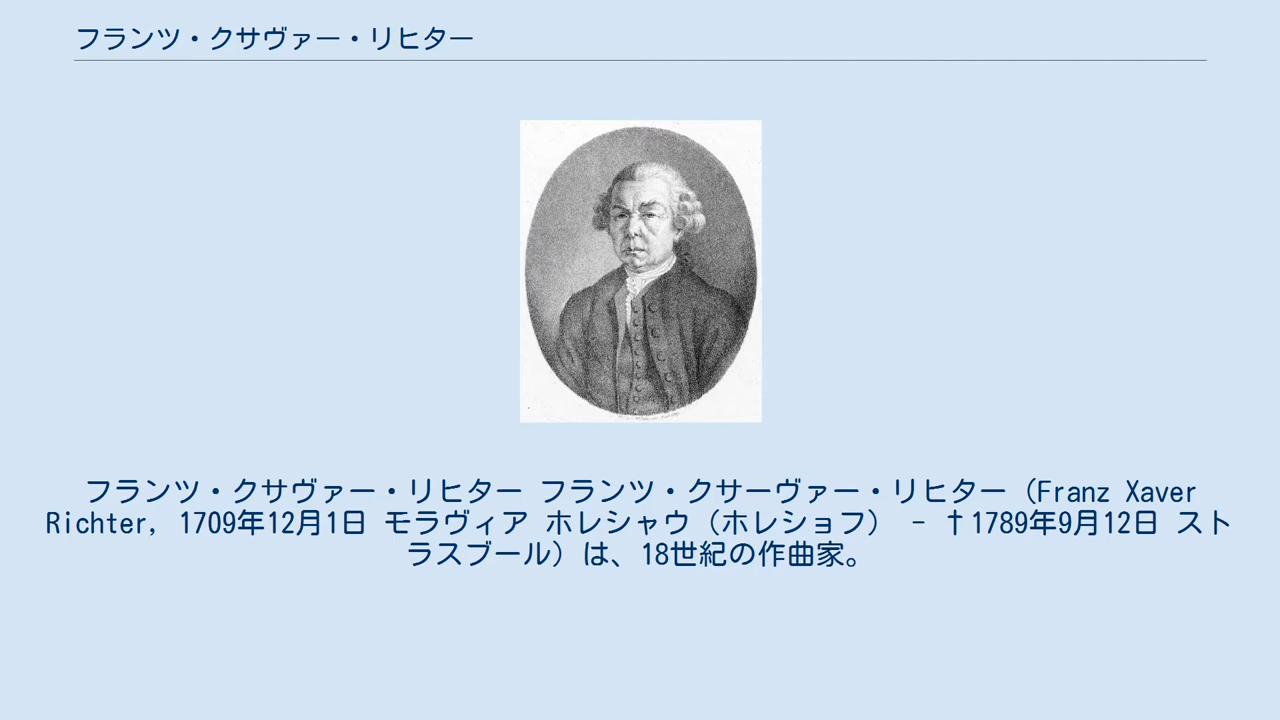 フランツ・クサヴァー・リヒター
フランツ・クサヴァー・リヒター フランツ・クサーヴァー・リヒター（Franz Xaver
Richter, 1709年12月1日 モラヴィア ホレシャウ（ホレショフ） - †1789年9月12日 スト
ラスブール）は、18世紀の作曲家。